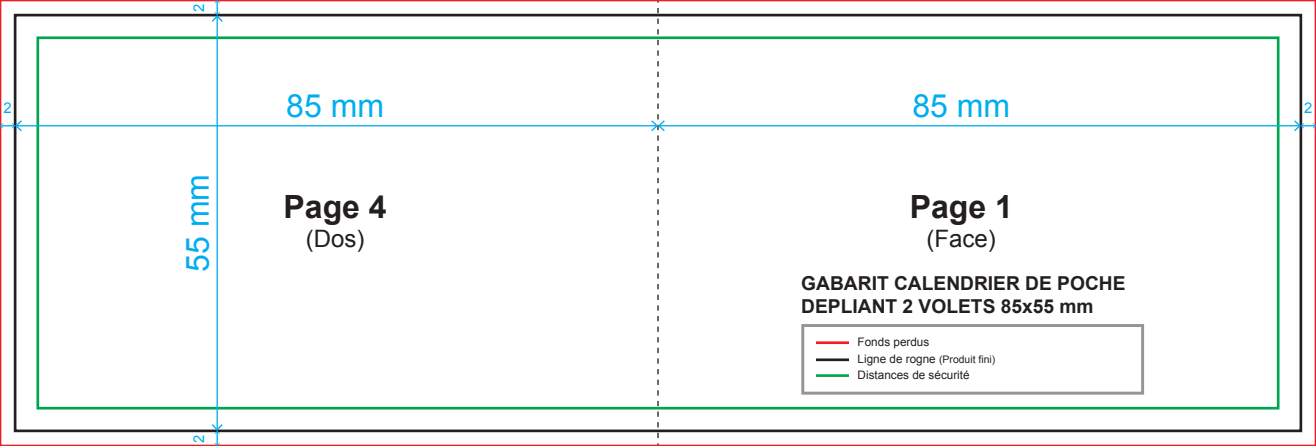 2
85 mm
85 mm
2
2
55 mm
Page 4
(Dos)
Page 1
(Face)
GABARIT CALENDRIER DE POCHE
DEPLIANT 2 VOLETS 85x55 mm
Fonds perdus
Ligne de rogne (Produit fini)
Distances de sécurité
2